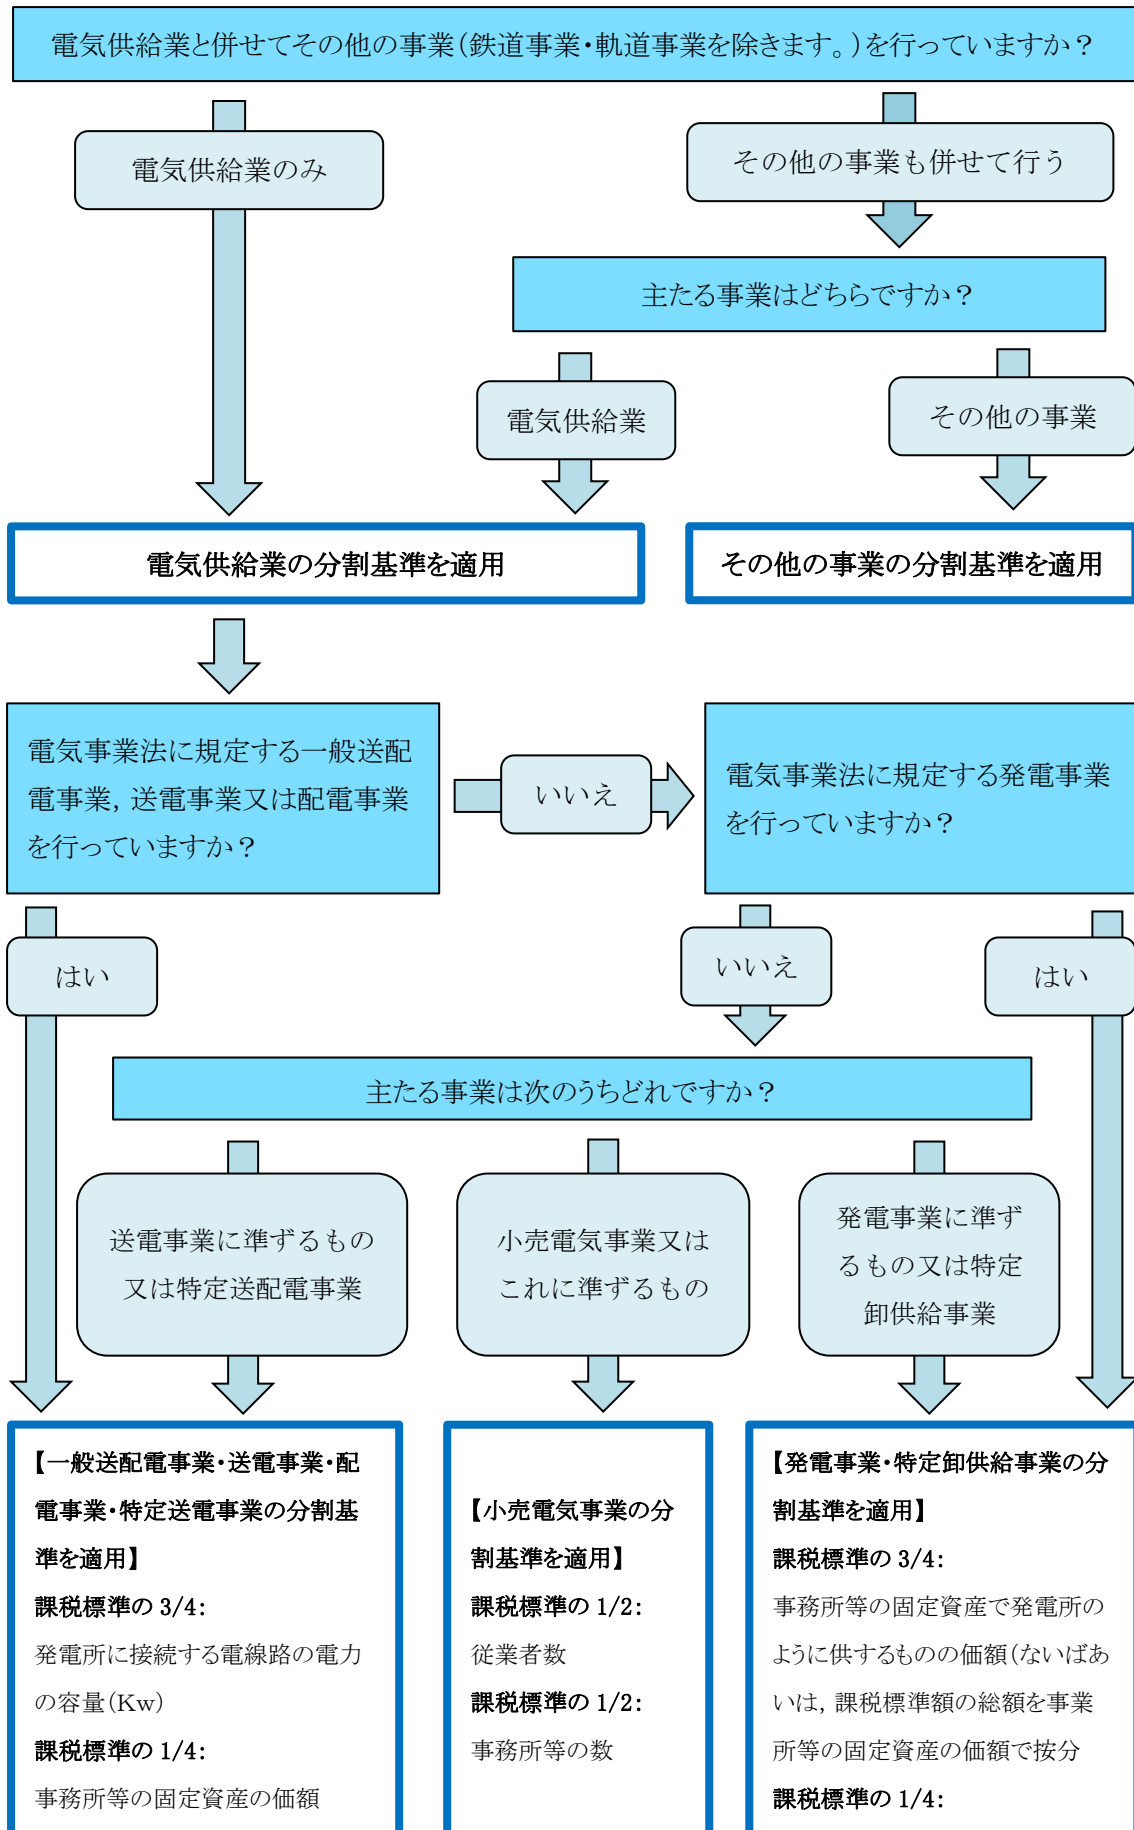 電気供給業と併せてその他の事業(鉄道事業・軌道事業を除きます。)を行っていますか？
電気供給業のみ
その他の事業も併せて行う
主たる事業はどちらですか？
電気供給業
その他の事業
電気供給業の分割基準を適用
その他の事業の分割基準を適用
電気事業法に規定する一般送配
電事業，送電事業又は配電事業
を行っていますか？
いいえ
電気事業法に規定する発電事業
を行っていますか？
はい
いいえ
はい
主たる事業は次のうちどれですか？
送電事業に準ずるもの
又は特定送配電事業
小売電気事業又は
これに準ずるもの
発電事業に準ず
るもの又は特定
卸供給事業
【一般送配電事業・送電事業・配
電事業・特定送電事業の分割基
準を適用】
課税標準の 3/4：
発電所に接続する電線路の電力
の容量(Kw)
課税標準の 1/4：
事務所等の固定資産の価額
【小売電気事業の分
割基準を適用】
課税標準の 1/2：
従業者数
課税標準の 1/2：
事務所等の数
【発電事業・特定卸供給事業の分
割基準を適用】
課税標準の 3/4：
事務所等の固定資産で発電所の
ように供するものの価額(ないばあ
いは，課税標準額の総額を事業
所等の固定資産の価額で按分
課税標準の 1/4：